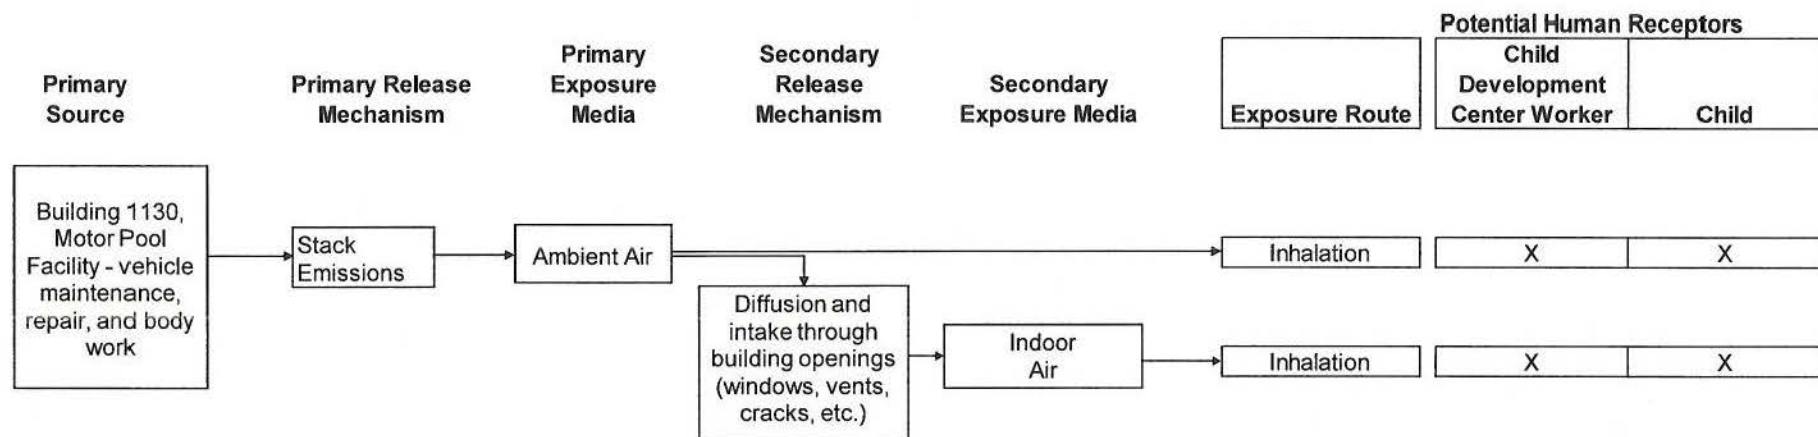 Potential Human Receptors
Primary
Source
Primary Release
Mechanism
Primary
Exposure
Media
Secondary
Release
Mechanism
Secondary
Exposure Media
Exposure Route
Child
Development
Center Worker
Child
Building 1130,
Motor Pool
Facility - vehicle
maintenance,
repair, and body
work
Stack
Emissions
Ambient Air
Inhalation
X
X
Diffusion and
intake through
building openings
(windows, vents,
cracks, etc.)
Indoor
Air
Inhalation
X
X